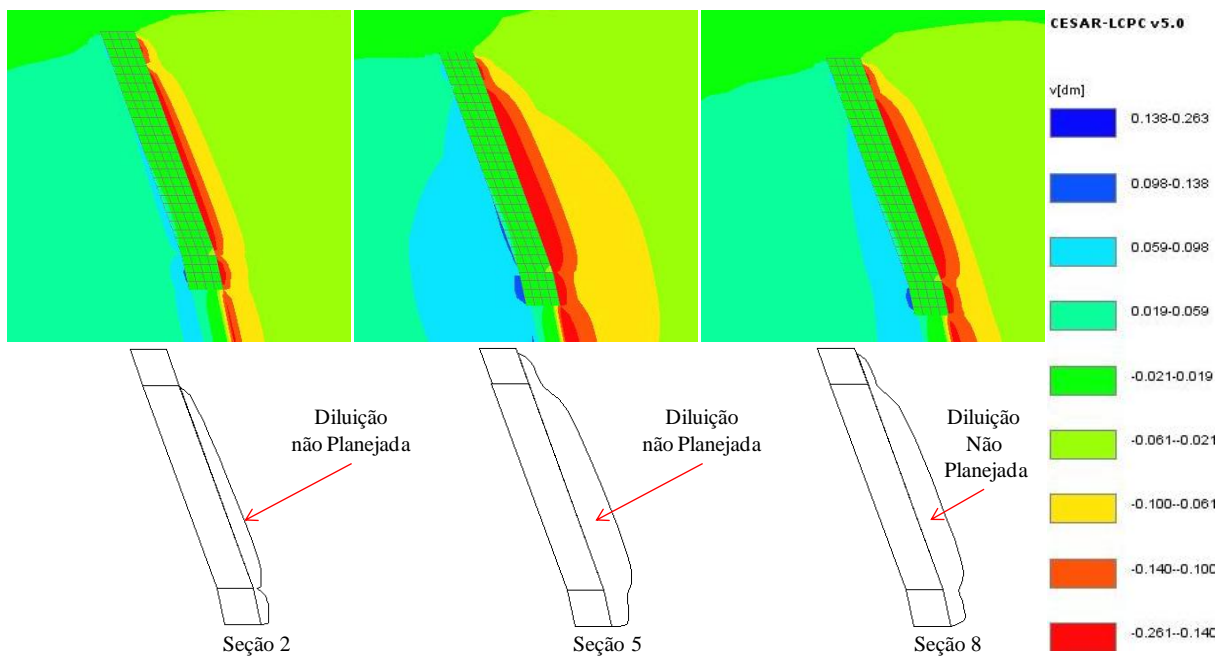 CESAR-LCPC v5.0
v[dm]
0.138-0.263
0.098-0.138
0.059-0.098
0.019-0.059
-0.021-0.019
-0.061--0.021
-0.100--0.061
-0.140--0.100
-0.261--0.140
Diluição
não Planejada
Diluição
não Planejada
Diluição
Não
Planejada
Seção 2
Seção 5
Seção 8